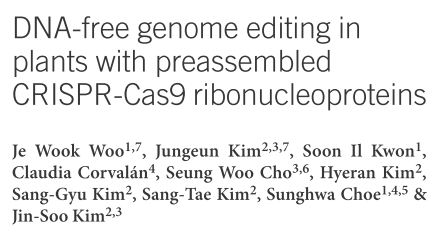 DNA-free genome editing in
plants with preassembled
CRISPR-Cas9 ribonucleoproteins
Je Wook Woo1,7, Jungeun Kim2,3,7, Soon Il Kwon1,
Claudia Corvalán4, Seung Woo Cho3,6, Hyeran Kim2,
Sang-Gyu Kim2, Sang-Tae Kim2, Sunghwa Choe1,4,5 &
Jin-Soo Kim2,3